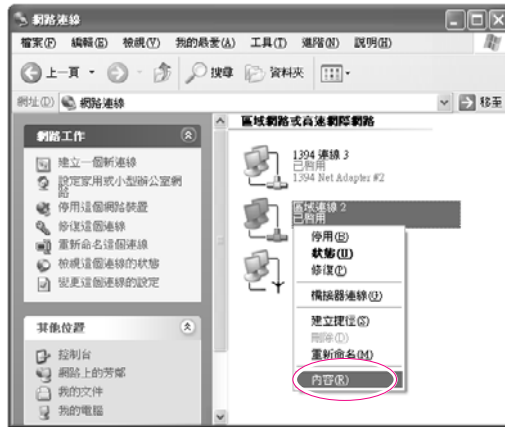 網路連線
檔案(F) 編輯(E) 檢視(V) 我的最愛(A) 工具(T) 進階(N) 說明(H)
上一頁 搜尋 資料夾
網址(D) 網路連線 移至
網路工作
建立一個新連線
設定家用或小型辦公室網路
停用這個網路裝置
修復這個連線
重新命名這個連線
檢視這個連線的狀態
變更這個連線的設定
其他位置
控制台
網路上的芳鄰
我的文件
我的電腦
區域網路或高速網際網路
1394 連線 3
已啟用
1394 Net Adapter #2
區域連線 2
已啟用
停用(B)
狀態(U)
修復(P)
橋接器連線(G)
建立捷徑(S)
刪除(D)
重新命名(M)
內容(R)